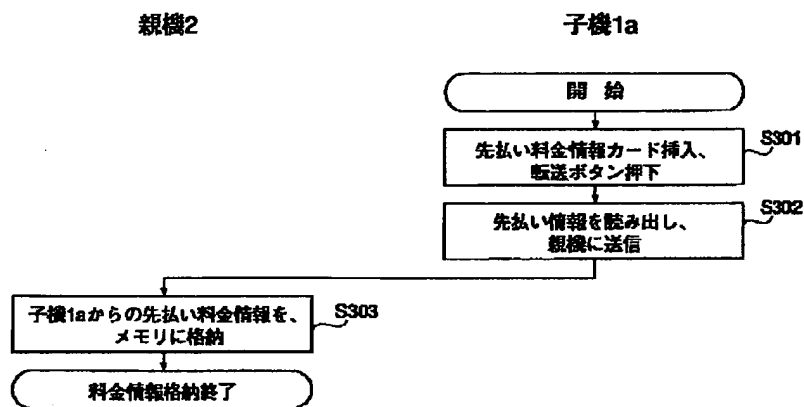 親機2
子機1a
開 始
S301
先払い料金情報カード挿入、
転送ボタン押下
S302
先払い情報を読み出し、
親機に送信
子機1aからの先払い料金情報を、
メモリに格納
S303
料金情報格納終了